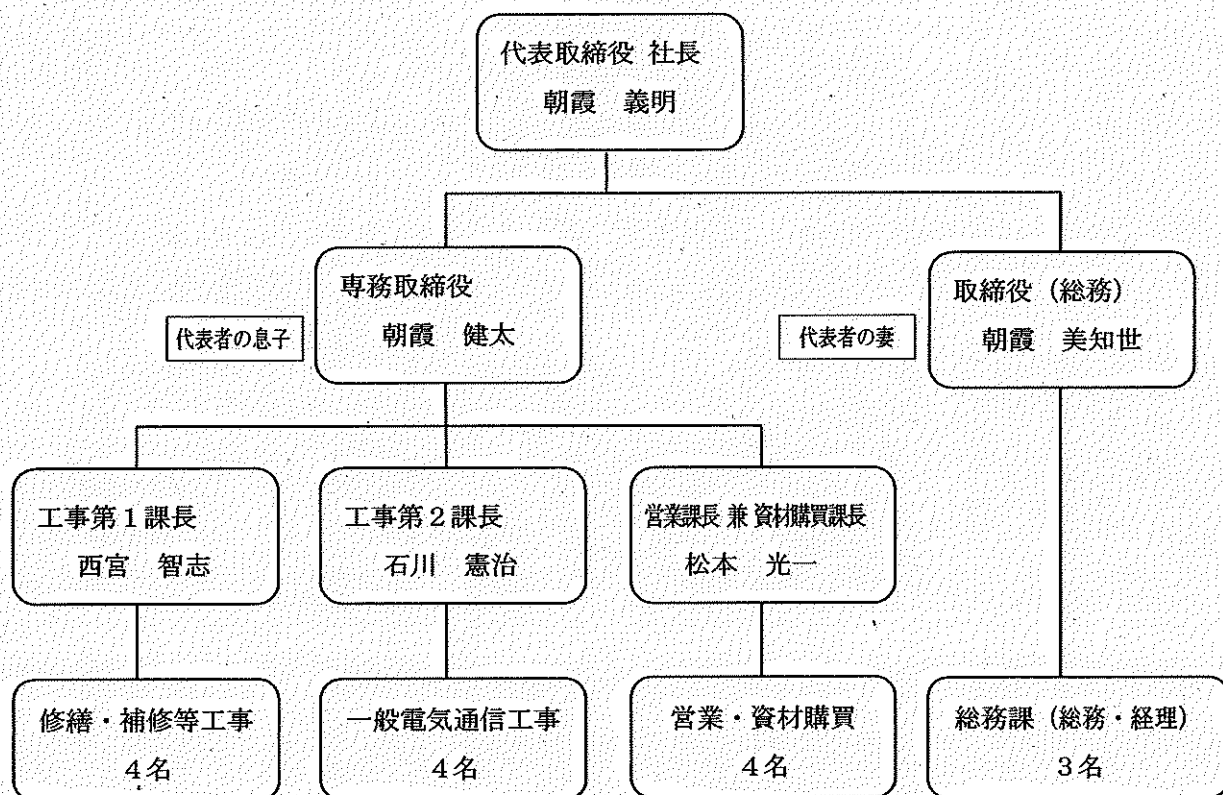 代表取締役 社長
朝霞 義明
専務取締役
朝霞 健太
代表者の息子
取締役（総務）
朝霞 美知世
代表者の妻
工事第１課長
西宮 智志
工事第２課長
石川 憲治
営業課長 兼 資材購買課長
松本 光一
修繕・補修等工事
４名
一般電気通信工事
４名
営業・資材購買
４名
総務課（総務・経理）
３名